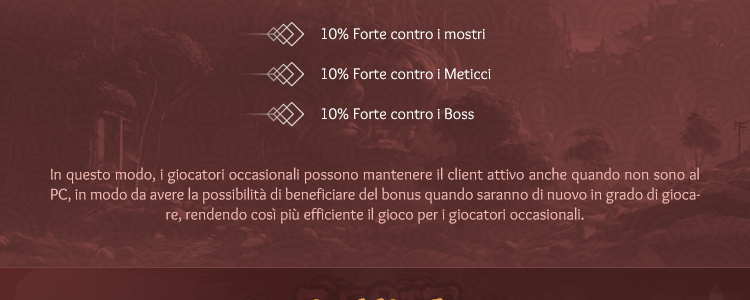 10% Forte contro i mostri
10% Forte contro i Meticci
10% Forte contro i Boss
In questo modo, i giocatori occasionali possono mantenere il client attivo anche quando non sono al
PC, in modo da avere la possibilità di beneficiare del bonus quando saranno di nuovo in grado di gioca-
re, rendendo così più efficiente il gioco per i giocatori occasionali.